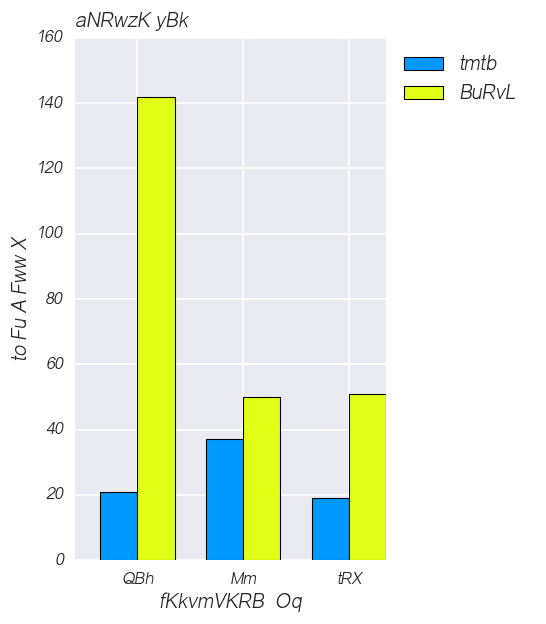 aNRwzK yBk
160
140
120
100
80
60
40
20
0
to Fu A Fww X
QBh Mm tRX
fKkvmVKRB Oq
tmtb
BuRvL